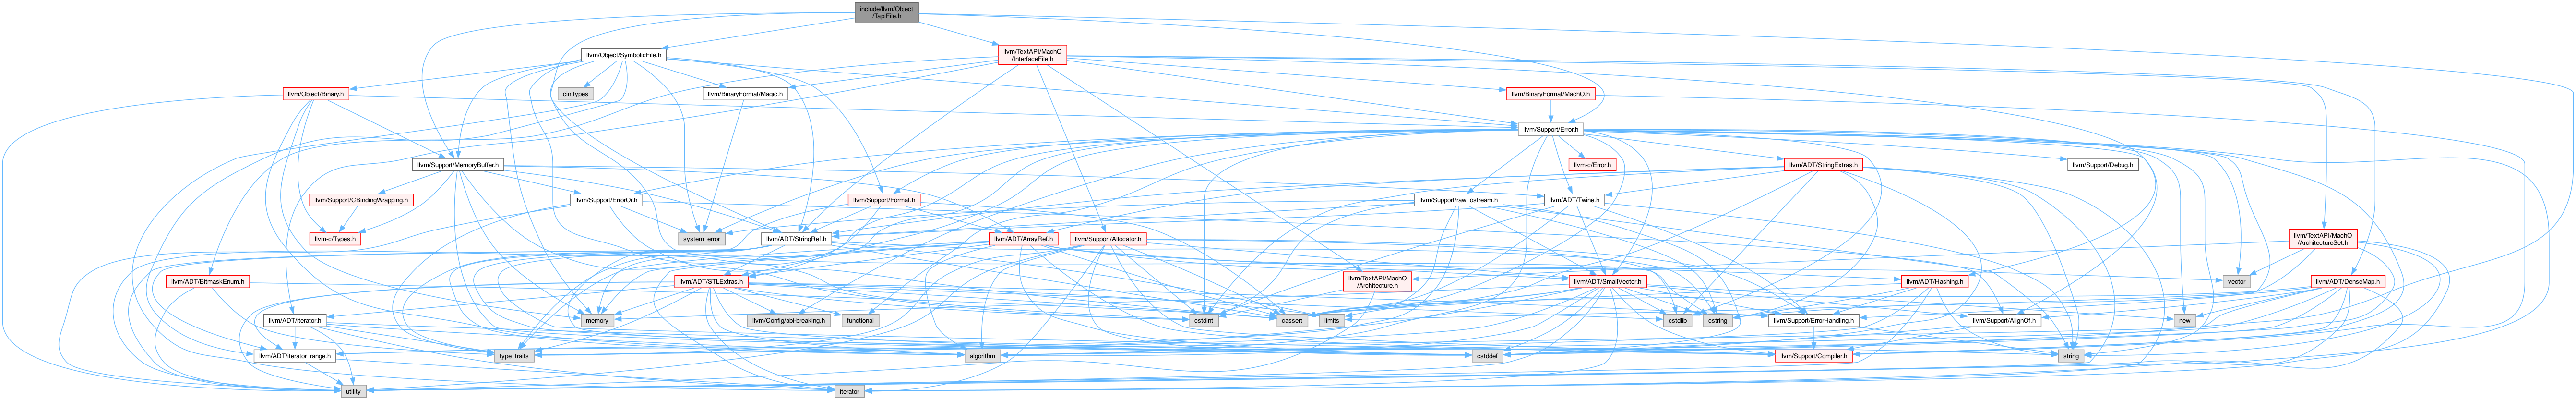 include/llvm/Object
/TapiFile.h
llvm/Object/SymbolicFile.h
llvm/TextAPI/MachO
/InterfaceFile.h
llvm/Object/Binary.h
cinttypes
llvm/BinaryFormat/Magic.h
llvm/BinaryFormat/MachO.h
llvm/Support/Error.h
llvm/Support/MemoryBuffer.h
llvm-c/Error.h
llvm/ADT/StringExtras.h
llvm/Support/Debug.h
llvm/Support/CBindingWrapping.h
llvm/Support/ErrorOr.h
llvm/Support/Format.h
llvm/Support/raw_ostream.h
llvm/ADT/Twine.h
llvm-c/Types.h
system_error
llvm/ADT/StringRef.h
llvm/ADT/ArrayRef.h
llvm/Support/Allocator.h
llvm/TextAPI/MachO
/ArchitectureSet.h
llvm/ADT/BitmaskEnum.h
llvm/ADT/STLExtras.h
llvm/TextAPI/MachO
/Architecture.h
llvm/ADT/SmallVector.h
llvm/ADT/Hashing.h
vector
llvm/ADT/DenseMap.h
llvm/ADT/iterator.h
memory
llvm/Config/abi-breaking.h
functional
cstdint
cassert
limits
cstdlib
cstring
llvm/Support/ErrorHandling.h
llvm/Support/AlignOf.h
new
llvm/ADT/iterator_range.h
type_traits
algorithm
cstddef
llvm/Support/Compiler.h
string
utility
iterator